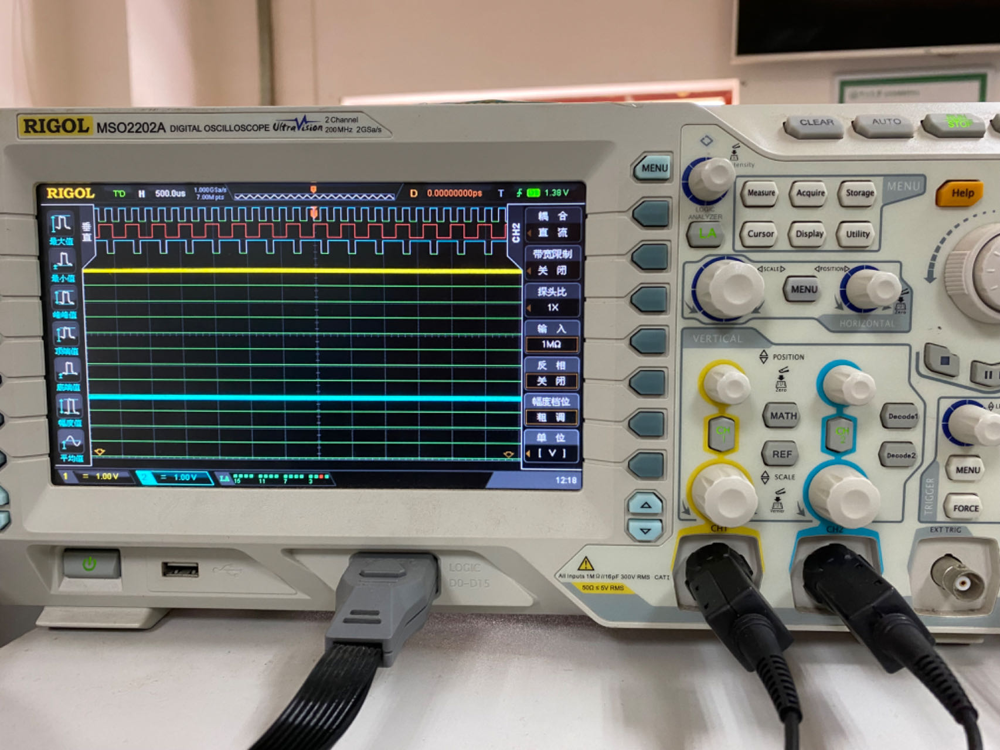 RIGOL MSO2202A DIGITAL OSCILLOSCOPE UltraVision 2 Channel
200MHz 2GSa/s
CLEAR
AUTO
STOP
RIGOL T'D H 500.0us 1.000GSa/s
7.00M pts
D 0.00000000ps T 1.38 V
最大值
最小值
峰峰值
顶端值
底端值
幅度值
平均值
垂直
CH2
耦合
直流
带宽限制
关闭
探头比
1X
输入
1MΩ
反相
关闭
幅度档位
粗调
单位
[ V ]
1 = 1.00 V
2 = 1.00 V
LA 15 11 7 3
12:18
MENU
LOGIC
ANALYZER
LA
Measure
Acquire
Storage
MENU
Cursor
Display
Utility
Help
SCALE
MENU
POSITION
Zero
HORIZONTAL
VERTICAL
POSITION
Zero
CH
1
MATH
CH
2
Decode1
REF
Decode2
SCALE
Vernier
CH1
CH2
TRIGGER
MENU
FORCE
EXT TRIG
LOGIC
D0-D15
All Inputs 1MΩ//16pF 300V RMS CATI
50Ω ≤ 5V RMS